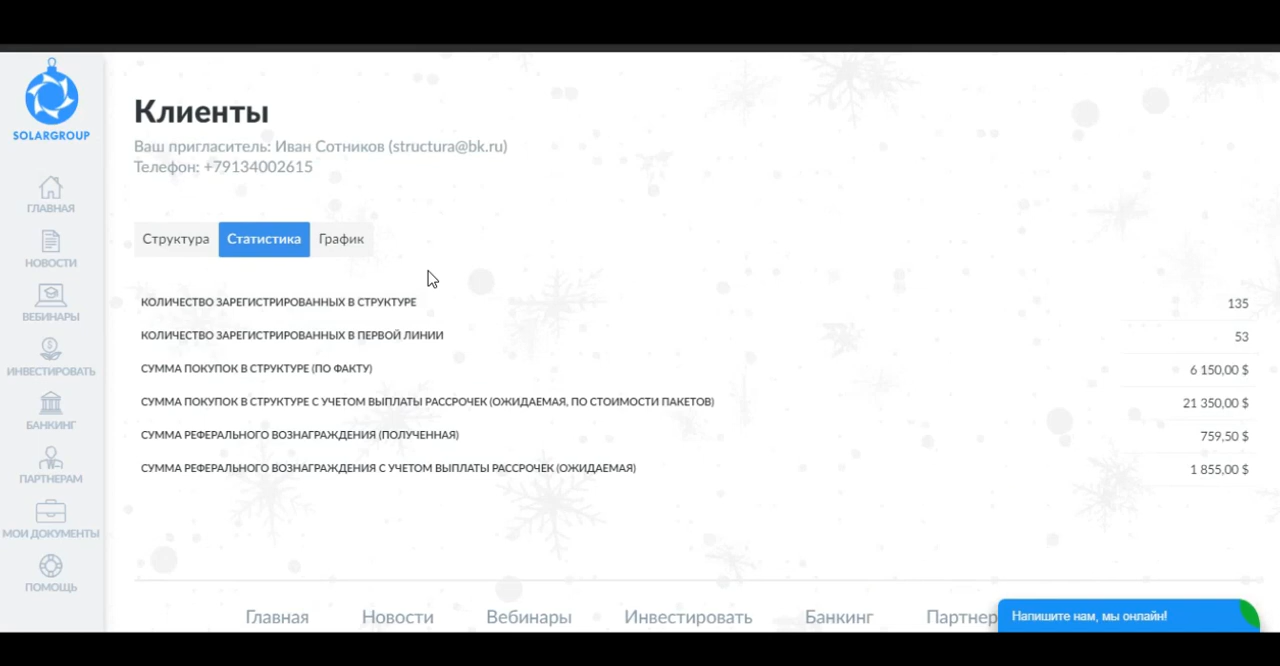 SOLARGROUP
ГЛАВНАЯ
НОВОСТИ
ВЕБИНАРЫ
ИНВЕСТИРОВАТЬ
БАНКИНГ
ПАРТНЕРАМ
МОИ ДОКУМЕНТЫ
ПОМОЩЬ
Клиенты
Ваш пригласитель: Иван Сотников (structura@bk.ru)
Телефон: +79134002615
Структура Статистика График
КОЛИЧЕСТВО ЗАРЕГИСТРИРОВАННЫХ В СТРУКТУРЕ 135
КОЛИЧЕСТВО ЗАРЕГИСТРИРОВАННЫХ В ПЕРВОЙ ЛИНИИ 53
СУММА ПОКУПОК В СТРУКТУРЕ (ПО ФАКТУ) 6 150,00 $
СУММА ПОКУПОК В СТРУКТУРЕ С УЧЕТОМ ВЫПЛАТЫ РАССРОЧЕК (ОЖИДАЕМАЯ, ПО СТОИМОСТИ ПАКЕТОВ) 21 350,00 $
СУММА РЕФЕРАЛЬНОГО ВОЗНАГРАЖДЕНИЯ (ПОЛУЧЕННАЯ) 759,50 $
СУММА РЕФЕРАЛЬНОГО ВОЗНАГРАЖДЕНИЯ С УЧЕТОМ ВЫПЛАТЫ РАССРОЧЕК (ОЖИДАЕМАЯ) 1 855,00 $
Главная Новости Вебинары Инвестировать Банкинг Партнер
Напишите нам, мы онлайн!